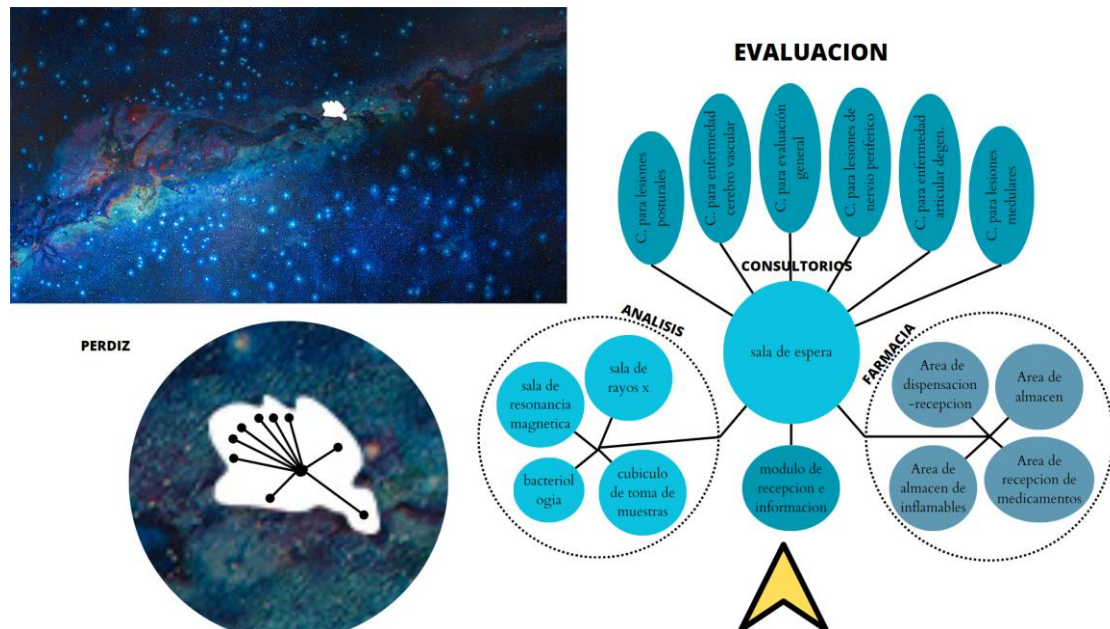 EVALUACION
C. para lesiones
posturales
C. para enfermedad
cerebro vascular
C. para evaluación
general
C. para lesiones de
nervio periferico
C. para enfermedad
articular degen.
C. para lesiones
medulares
CONSULTORIOS
sala de espera
ANALISIS
sala de
rayos x
sala de
resonancia
magnetica
bacteriol
ogia
cubiculo
de toma de
muestras
modulo de
recepcion e
informacion
FARMACIA
Area de
dispensacion
-recepcion
Area de
almacen
Area de
almacen de
inflamables
Area de
recepcion de
medicamentos
PERDIZ